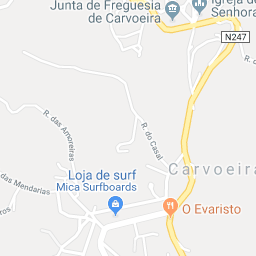 Junta de Freguesia
de Carvoeira
Igreja de
Senhora
N247
R. das Amoreiras
R. do Casal
Carvoeira
R. das Mendarias
Loja de surf
Mica Surfboards
O Evaristo